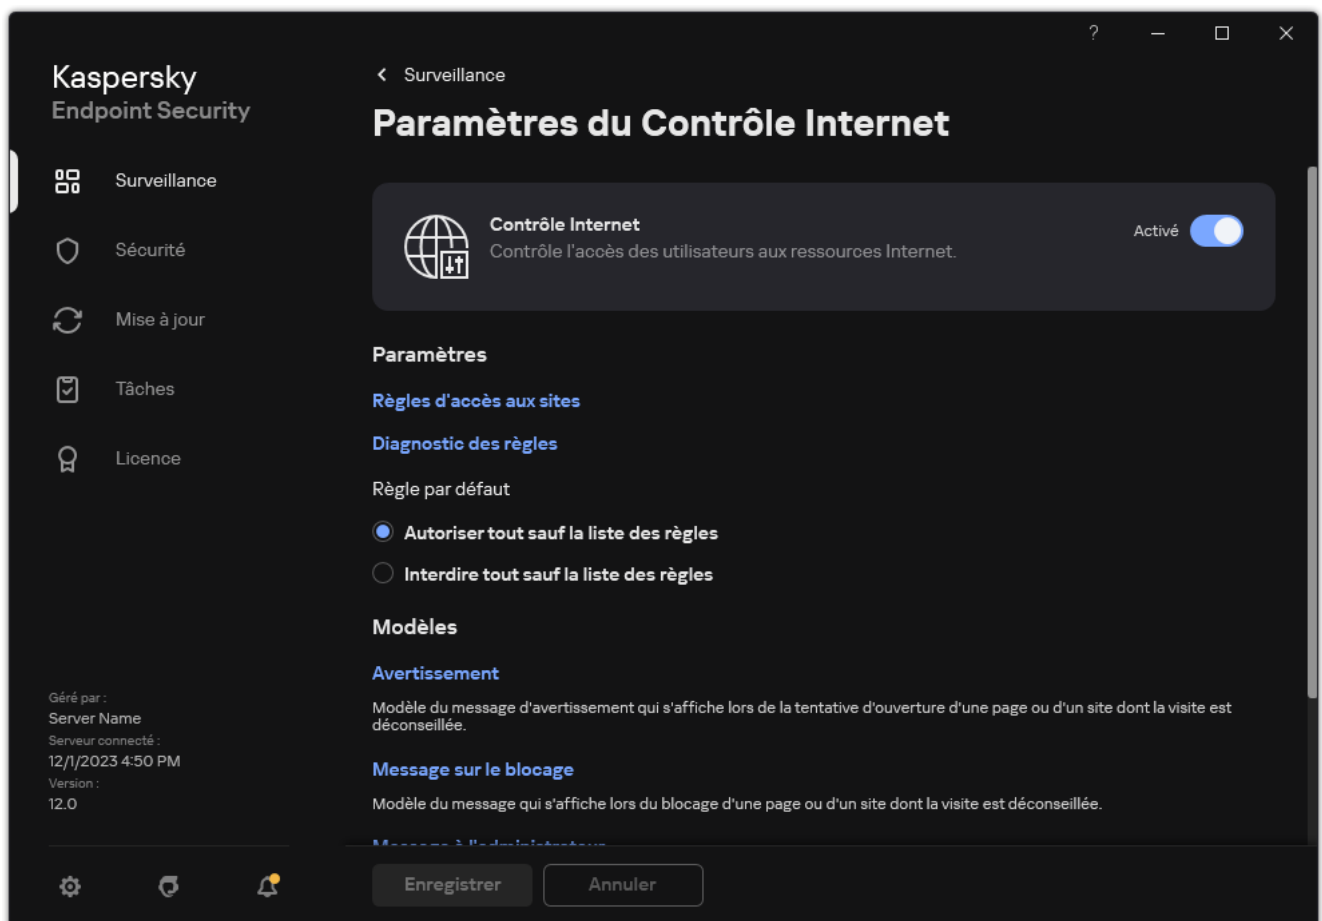 ?
Kaspersky
Endpoint Security
Surveillance
Sécurité
Mise à jour
Tâches
Licence
Géré par :
Server Name
Serveur connecté :
12/1/2023 4:50 PM
Version :
12.0
Surveillance
Paramètres du Contrôle Internet
Contrôle Internet
Contrôle l'accès des utilisateurs aux ressources Internet.
Activé
Paramètres
Règles d'accès aux sites
Diagnostic des règles
Règle par défaut
Autoriser tout sauf la liste des règles
Interdire tout sauf la liste des règles
Modèles
Avertissement
Modèle du message d'avertissement qui s'affiche lors de la tentative d'ouverture d'une page ou d'un site dont la visite est
déconseillée.
Message sur le blocage
Modèle du message qui s'affiche lors du blocage d'une page ou d'un site dont la visite est déconseillée.
Message à l'administrateur
Enregistrer
Annuler